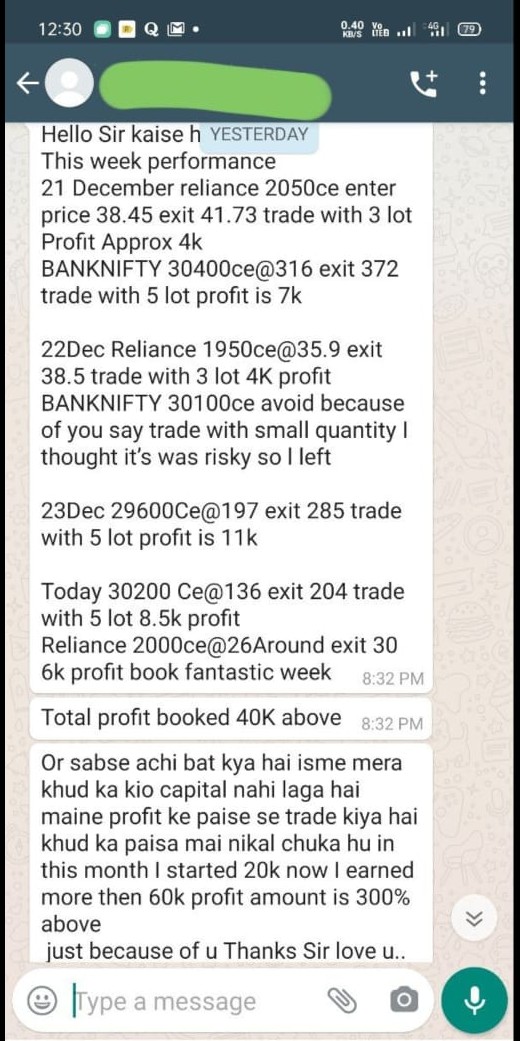 12:30 Q M 0.40 KB/S Vo LTEB 4G 79
Hello Sir kaise h YESTERDAY
This week performance
21 December reliance 2050ce enter
price 38.45 exit 41.73 trade with 3 lot
Profit Approx 4k
BANKNIFTY 30400ce@316 exit 372
trade with 5 lot profit is 7k
22Dec Reliance 1950ce@35.9 exit
38.5 trade with 3 lot 4K profit
BANKNIFTY 30100ce avoid because
of you say trade with small quantity I
thought it’s was risky so I left
23Dec 29600Ce@197 exit 285 trade
with 5 lot profit is 11k
Today 30200 Ce@136 exit 204 trade
with 5 lot 8.5k profit
Reliance 2000ce@26Around exit 30
6k profit book fantastic week 8:32 PM
Total profit booked 40K above 8:32 PM
Or sabse achi bat kya hai isme mera
khud ka kio capital nahi laga hai
maine profit ke paise se trade kiya hai
khud ka paisa mai nikal chuka hu in
this month I started 20k now I earned
more then 60k profit amount is 300%
above
just because of u Thanks Sir love u..
Type a message